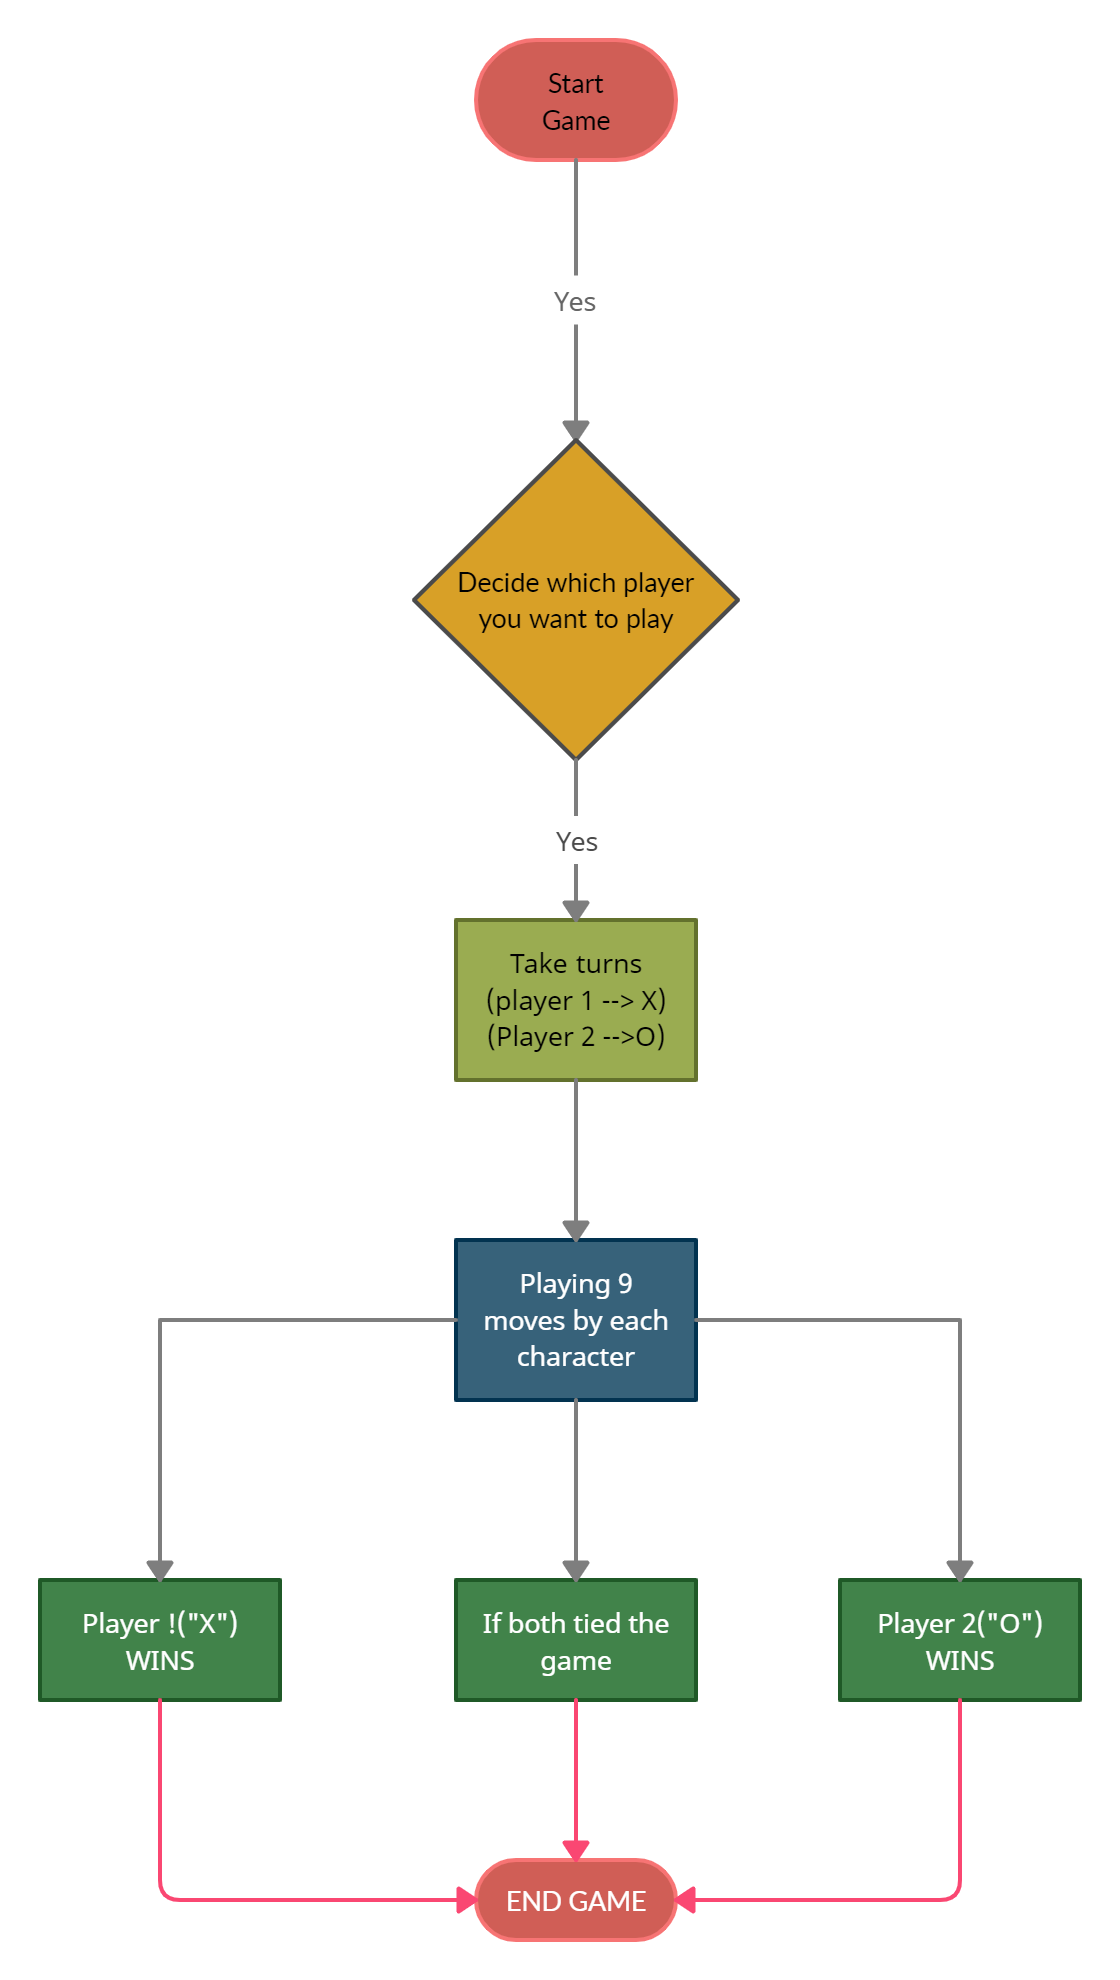 Start
Game
Yes
Decide which player
you want to play
Yes
Take turns
(player 1 --> X)
(Player 2 -->O)
Playing 9
moves by each
character
Player !("X")
WINS
If both tied the
game
Player 2("O")
WINS
END GAME